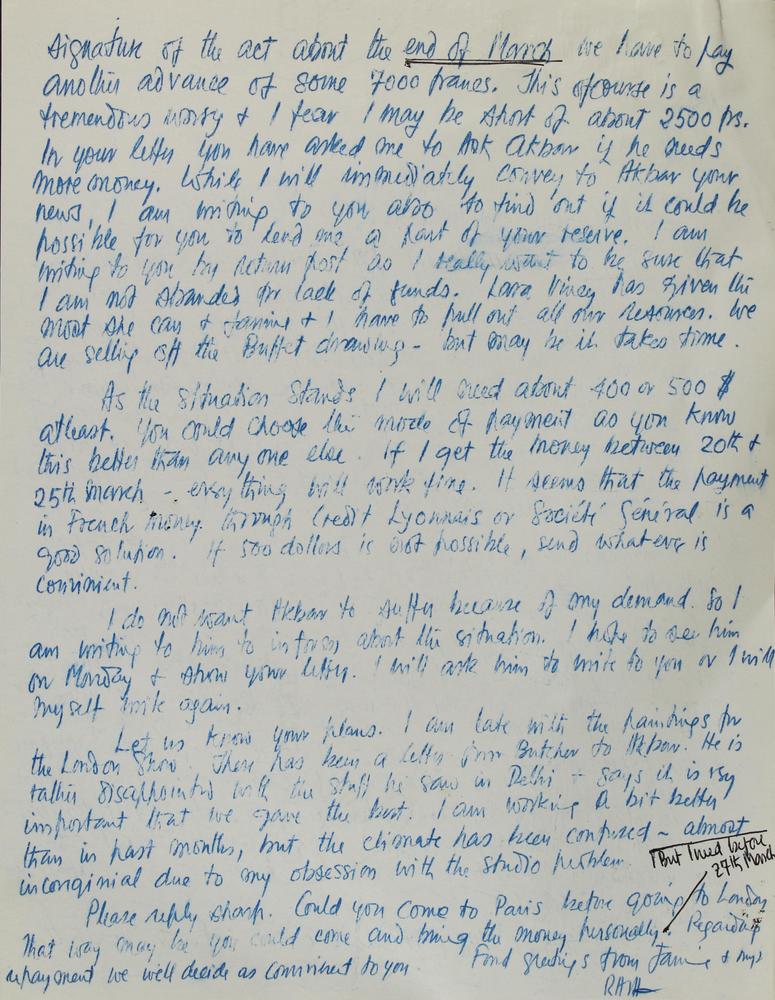 signature of the act about the end of March we have to pay
another advance of some 7000 francs. This ofcourse is a
tremendous worry & I fear I may be short of about 2500 frs.
In your letter you have asked me to Ask Akbar if he needs
more money. While I will immediately convey to Akbar your
news, I am writing to you also to find out if it could be
possible for you to lend me a part of your reserve. I am
writing to you by return post as I really want to be sure that
I am not stranded for lack of funds. Lara Vincy has given the
most she can & Janine & I have to pull out all our resources. We
are selling off the Buffet drawing - but may be it takes time.
As the situation stands I will need about 400 or 500 $
atleast. You could choose the mode of payment as you know
this better than any one else. If I get the money between 20th &
25th March - everything will work fine. It seems that the payment
in French money through Credit Lyonnais or Société Général is a
good solution. If 500 dollars is not possible, send whatever is
convinient.
I do not want Akbar to suffer because of my demand. So I
am writing to him to inform about the situation. I hope to see him
on Monday & show your letter. I will ask him to write to you or I will
myself write again.
Let us know your plans. I am late with the paintings for
the London Show. There has been a letter from Butcher to Akbar. He is
rather disappointed with the stuff he saw in Delhi & says it is very
important that we gave the best. I am working a bit better
than in past months, but the climate has been confused - almost
inconginial due to my obsession with the studio problem.
But I need before
27th March
Please reply sharp. Could you come to Paris before going to London.
That way may be you could come and bring the money personally. Regarding
repayment we well decide as convinient to you. Fond greetings from Janine & mys